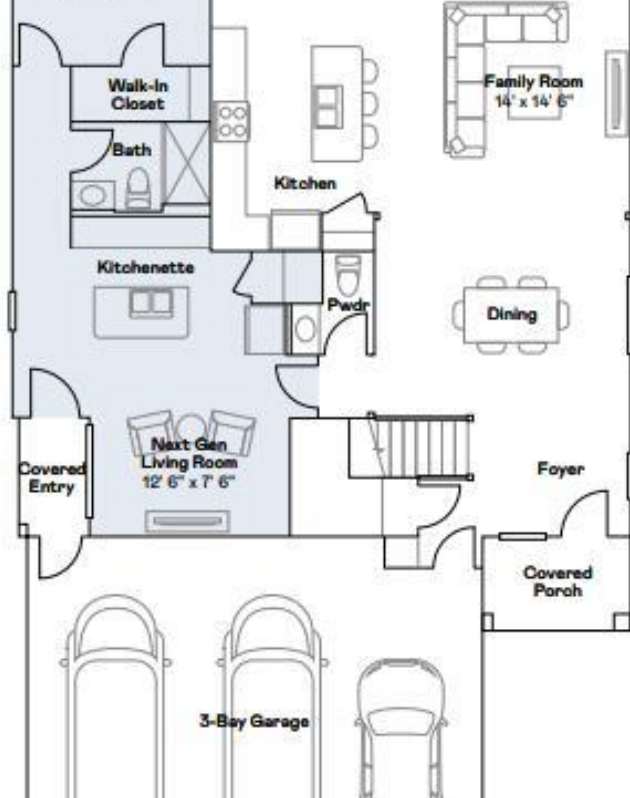 Walk-In
Closet
Family Room
14' x 14' 6"
Bath
Kitchen
Kitchenette
Pwdr
Dining
Next Gen
Living Room
12' 6" x 7' 6"
Covered
Entry
Foyer
Covered
Porch
3-Bay Garage